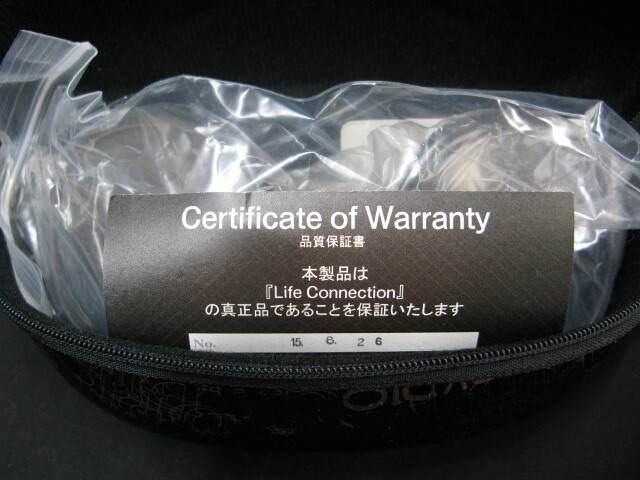 Certificate of Warranty
品質保証書
本製品は
『Life Connection』
の真正品であることを保証いたします
No. 15. 8. 26